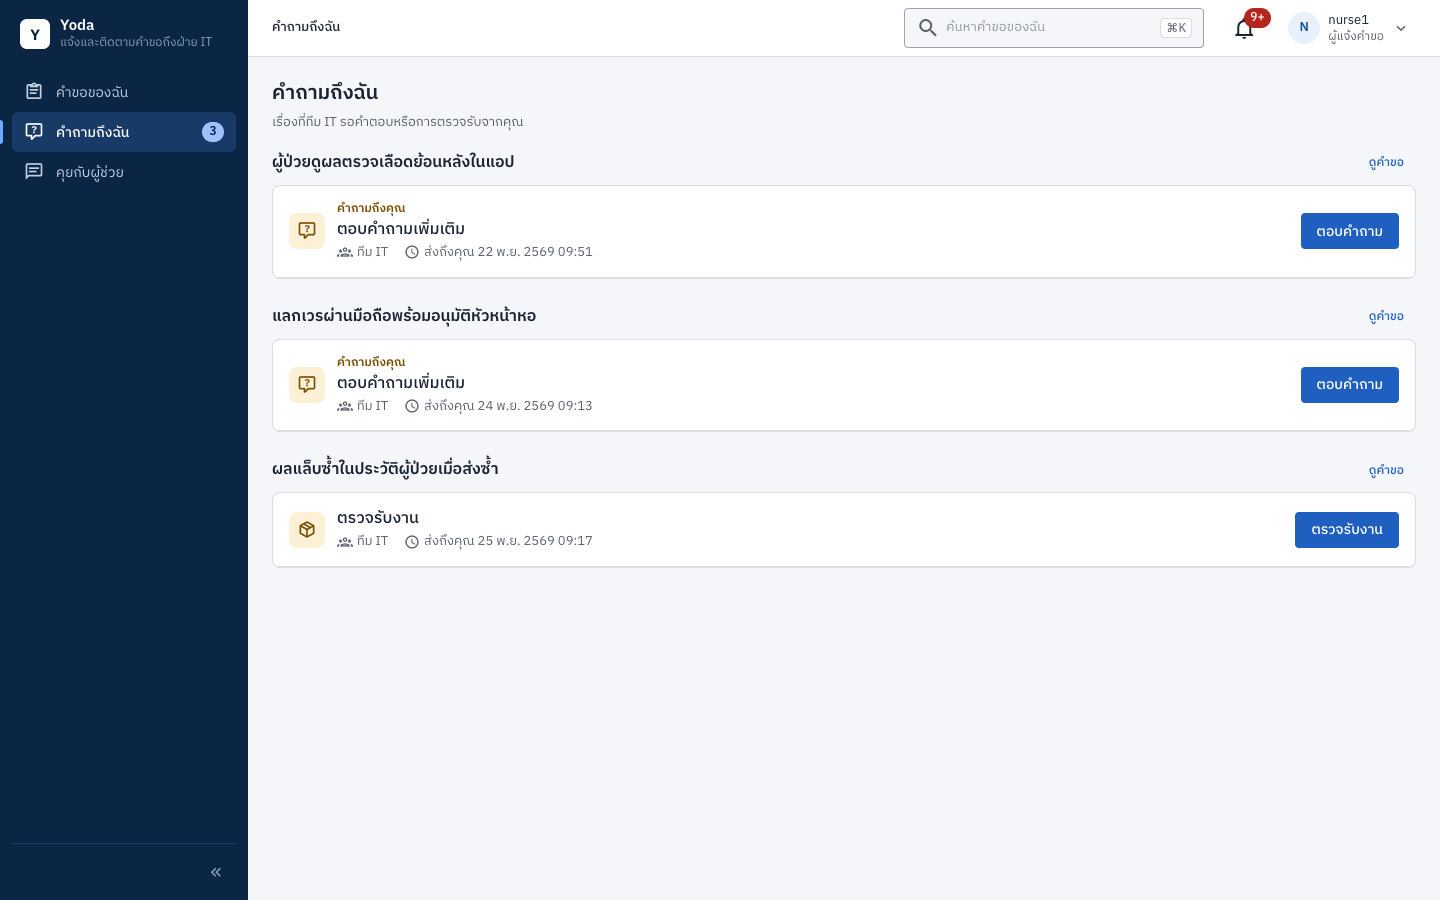 Y
Yoda
แจ้งและติดตามคำขอถึงฝ่าย IT
คำขอของฉัน
คำถามถึงฉัน
3
คุยกับผู้ช่วย
คำถามถึงฉัน
ค้นหาคำขอของฉัน
⌘K
9+
N
nurse1
ผู้แจ้งคำขอ
คำถามถึงฉัน
เรื่องที่ทีม IT รอคำตอบหรือการตรวจรับจากคุณ
ผู้ป่วยดูผลตรวจเลือดย้อนหลังในแอป
ดูคำขอ
คำถามถึงคุณ
ตอบคำถามเพิ่มเติม
ทีม IT ส่งถึงคุณ 22 พ.ย. 2569 09:51
ตอบคำถาม
แลกเวรผ่านมือถือพร้อมอนุมัติหัวหน้าหอ
ดูคำขอ
คำถามถึงคุณ
ตอบคำถามเพิ่มเติม
ทีม IT ส่งถึงคุณ 24 พ.ย. 2569 09:13
ตอบคำถาม
ผลแล็บซ้ำในประวัติผู้ป่วยเมื่อส่งซ้ำ
ดูคำขอ
ตรวจรับงาน
ทีม IT ส่งถึงคุณ 25 พ.ย. 2569 09:17
ตรวจรับงาน